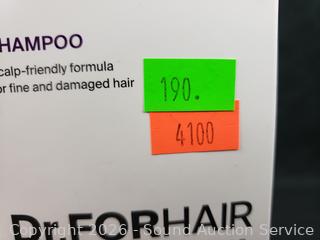 HAMPOO
calp-friendly formula
or fine and damaged hair
190.
4100
Dr.FORHAIR
Copyright 2026 - Sound Auction Service